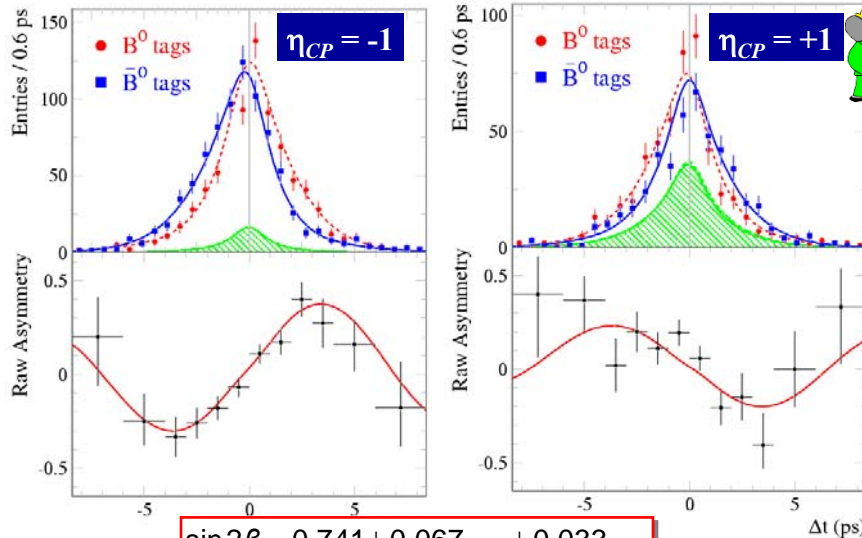 η_CP = -1
Entries / 0.6 ps
150
100
50
0
B⁰ tags
B̄⁰ tags
Raw Asymmetry
0.5
0
-0.5
-5
0
5
η_CP = +1
Entries / 0.6 ps
100
50
0
B⁰ tags
B̄⁰ tags
Raw Asymmetry
0.5
0
-0.5
-5
0
5
Δt (ps)